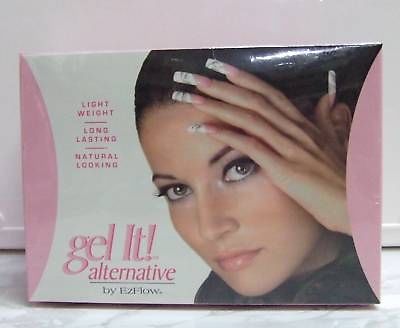 LIGHT
WEIGHT
LONG
LASTING
NATURAL
LOOKING
gel It!
alternative
by EzFlow®